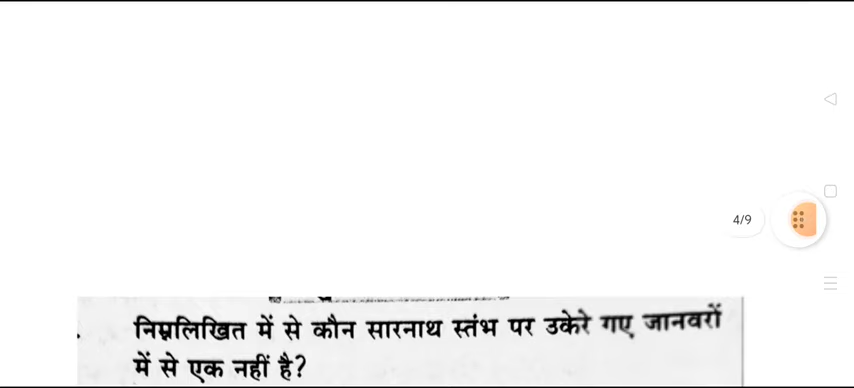 4/9
निम्नलिखित में से कौन सारनाथ स्तंभ पर उकेरे गए जानवरों
में से एक नहीं है?